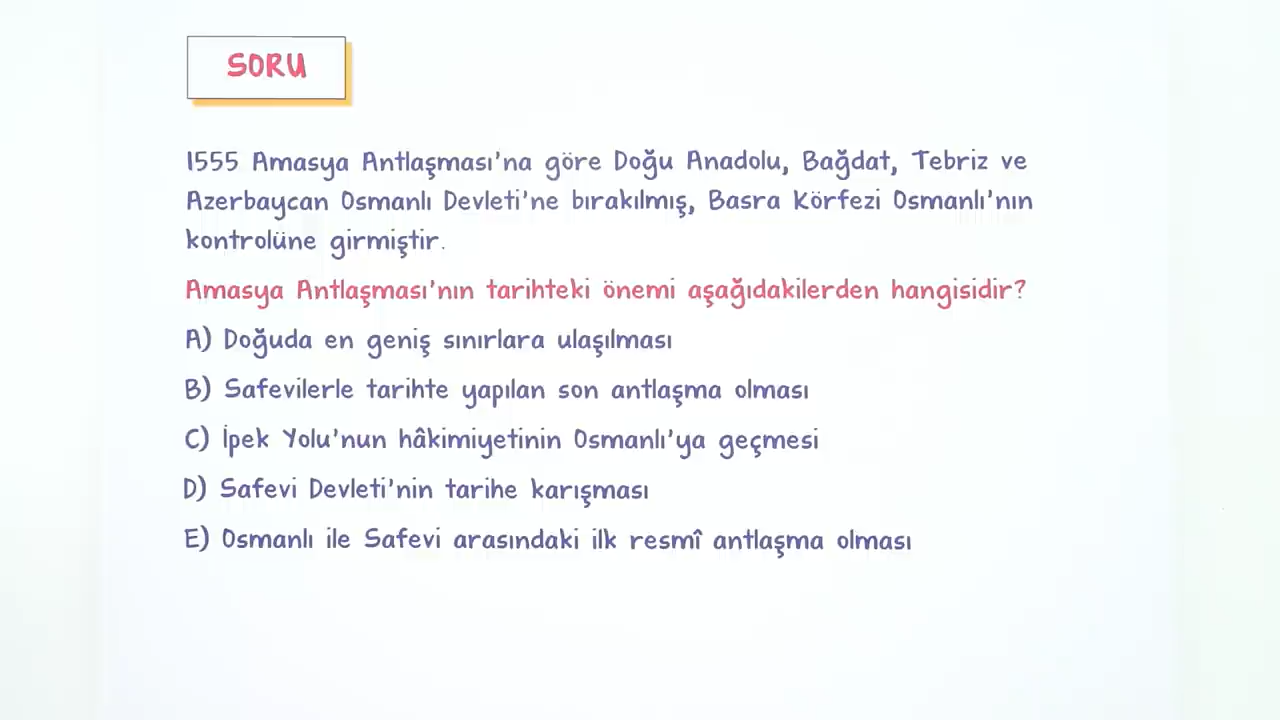 SORU
1555 Amasya Antlaşması'na göre Doğu Anadolu, Bağdat, Tebriz ve
Azerbaycan Osmanlı Devleti'ne bırakılmış, Basra Körfezi Osmanlı'nın
kontrolüne girmiştir.
Amasya Antlaşması'nın tarihteki önemi aşağıdakilerden hangisidir?
A) Doğuda en geniş sınırlara ulaşılması
B) Safevilerle tarihte yapılan son antlaşma olması
C) İpek Yolu'nun hâkimiyetinin Osmanlı'ya geçmesi
D) Safevi Devleti'nin tarihe karışması
E) Osmanlı ile Safevi arasındaki ilk resmî antlaşma olması